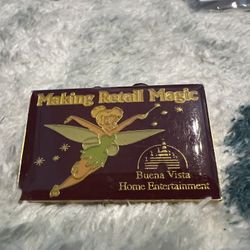 Making Retail Magic
Buena Vista
Home Entertainment